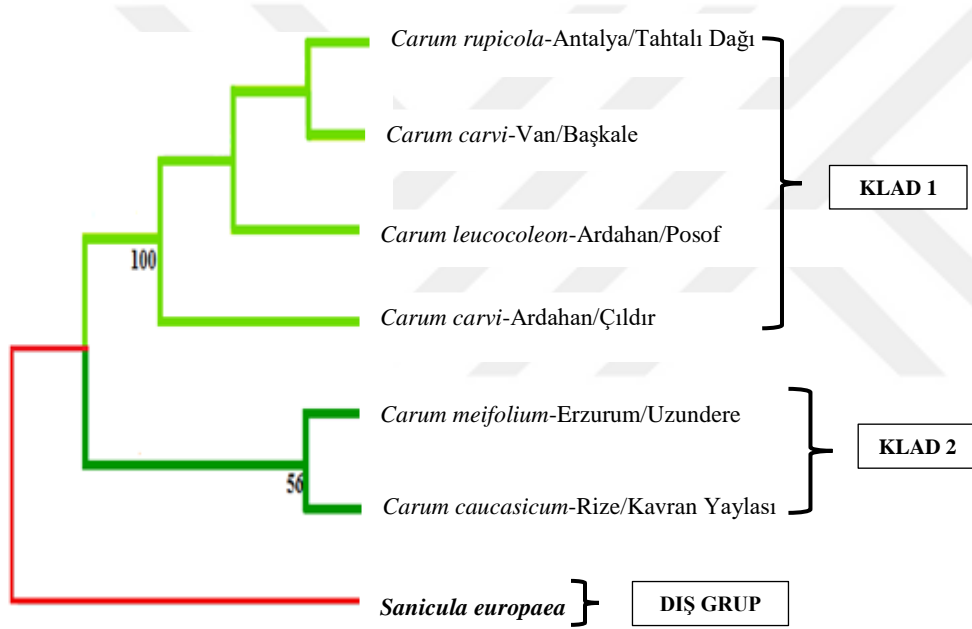 Carum rupicola-Antalya/Tahtalı Dağı
Carum carvi-Van/Başkale
KLAD 1
Carum leucocoleon-Ardahan/Posof
100
Carum carvi-Ardahan/Çıldır
Carum meifolium-Erzurum/Uzundere
KLAD 2
56
Carum caucasicum-Rize/Kavran Yaylası
Sanicula europaea
DIŞ GRUP